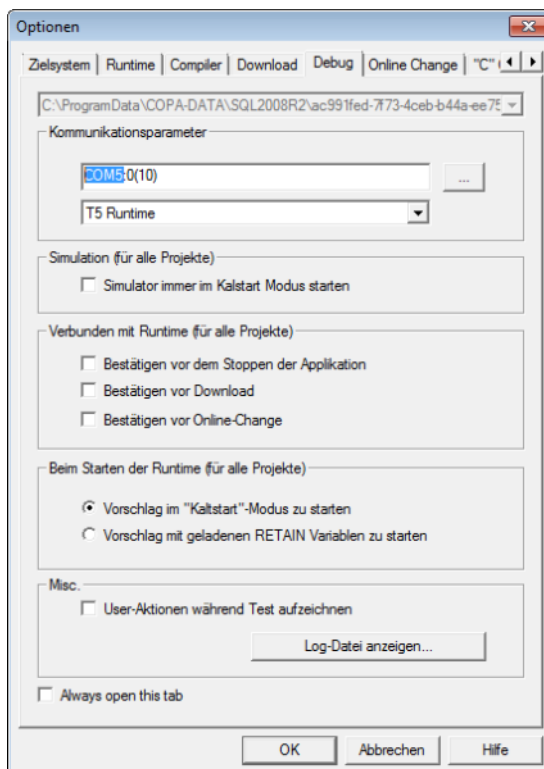 Optionen
Zielsystem Runtime Compiler Download Debug Online Change "C"
C:\ProgramData\COPA-DATA\SQL2008R2\ac991fed-7f73-4ceb-b44a-ee75
Kommunikationsparameter
COM5:0(10)
...
T5 Runtime
Simulation (für alle Projekte)
Simulator immer im Kalstart Modus starten
Verbunden mit Runtime (für alle Projekte)
Bestätigen vor dem Stoppen der Applikation
Bestätigen vor Download
Bestätigen vor Online-Change
Beim Starten der Runtime (für alle Projekte)
Vorschlag im "Kaltstart"-Modus zu starten
Vorschlag mit geladenen RETAIN Variablen zu starten
Misc.
User-Aktionen während Test aufzeichnen
Log-Datei anzeigen...
Always open this tab
OK Abbrechen Hilfe